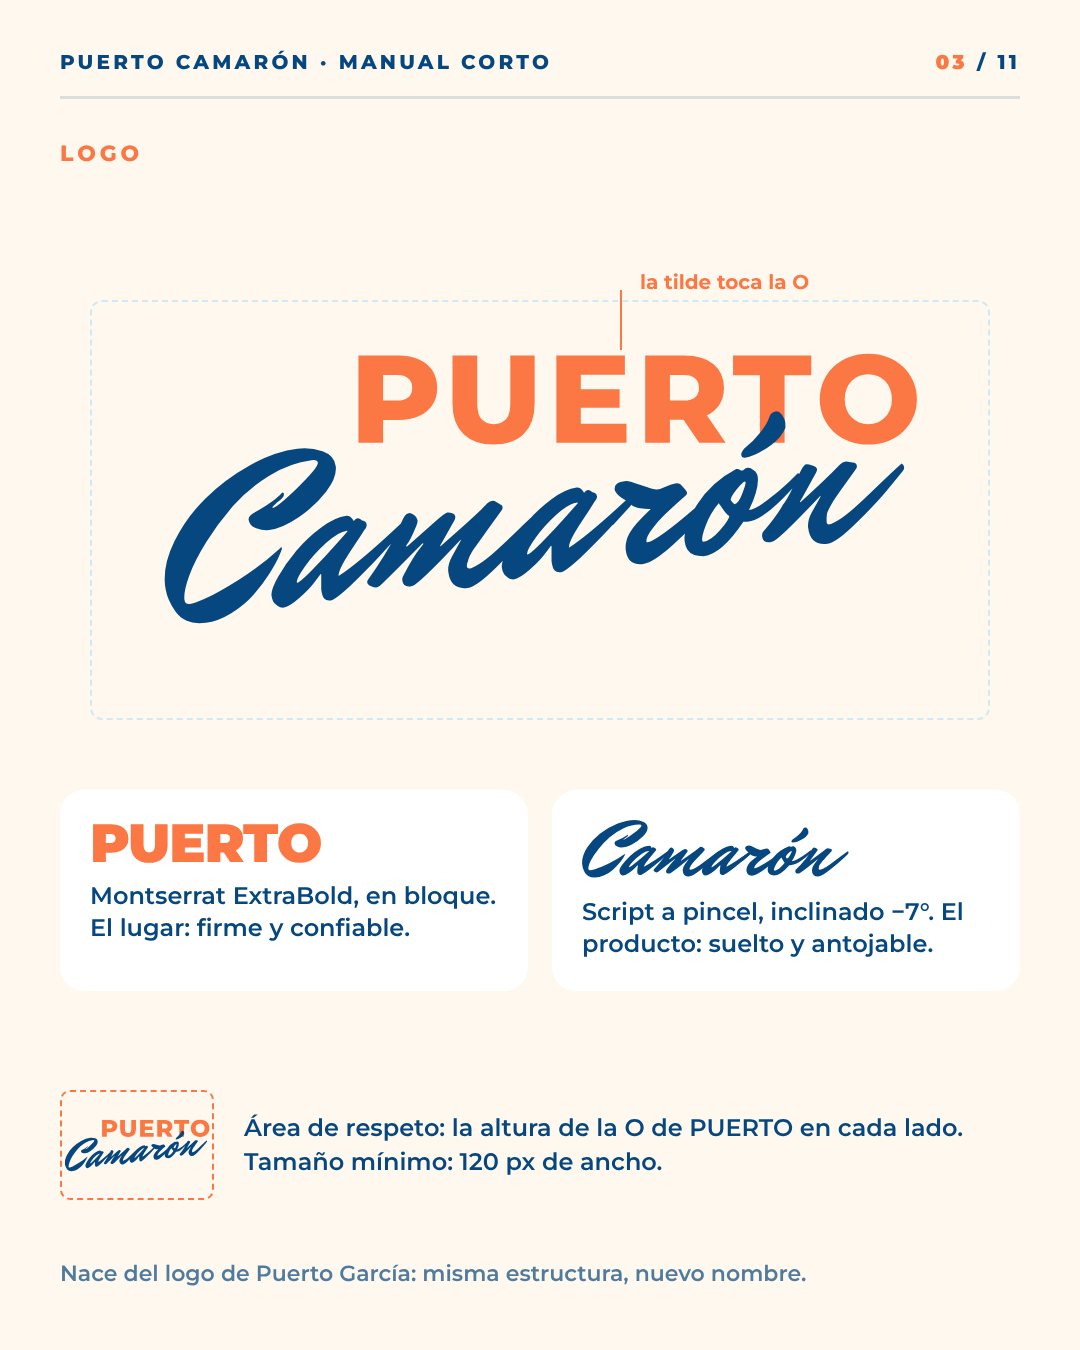 PUERTO CAMARÓN · MANUAL CORTO
03 / 11
LOGO
la tilde toca la O
PUERTO
Camarón
PUERTO
Montserrat ExtraBold, en bloque.
El lugar: firme y confiable.
Camarón
Script a pincel, inclinado −7°. El
producto: suelto y antojable.
PUERTO
Camarón
Área de respeto: la altura de la O de PUERTO en cada lado.
Tamaño mínimo: 120 px de ancho.
Nace del logo de Puerto García: misma estructura, nuevo nombre.